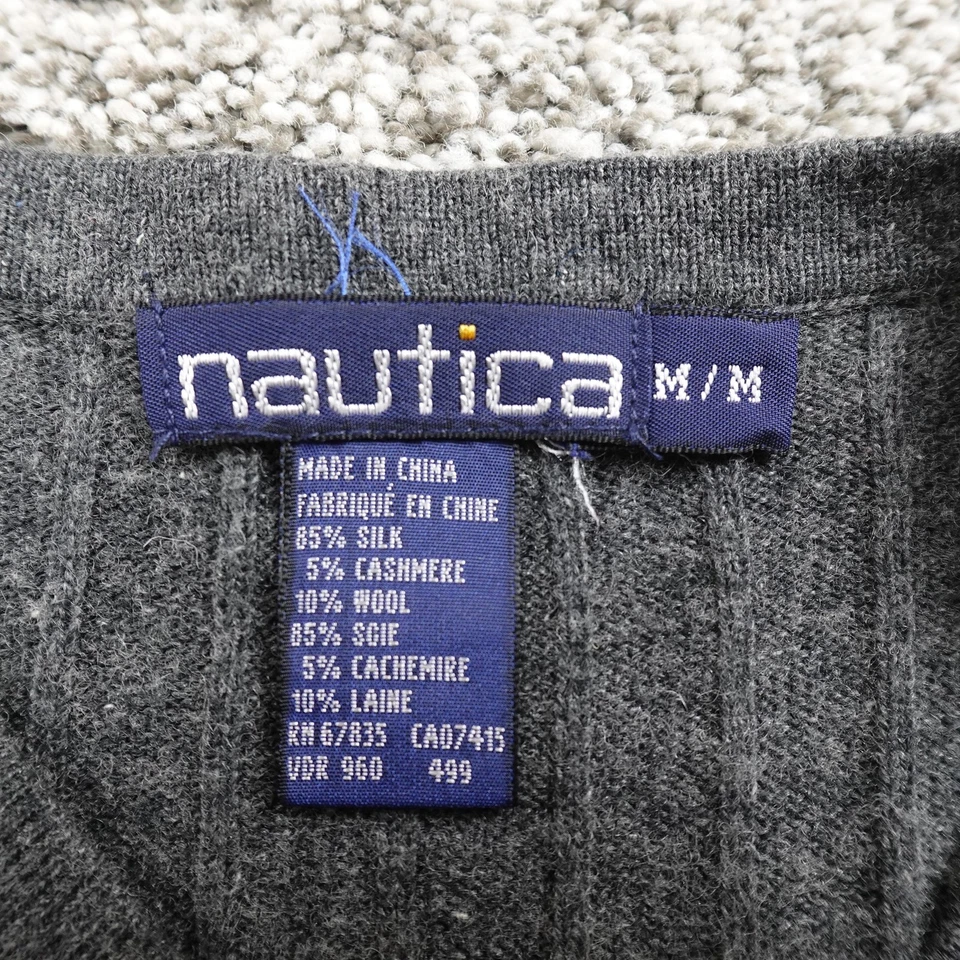 nautica
M/M
MADE IN CHINA
FABRIQUÉ EN CHINE
85% SILK
5% CASHMERE
10% WOOL
85% SOIE
5% CACHEMIRE
10% LAINE
RN 67835 CA07415
VDR 960 499